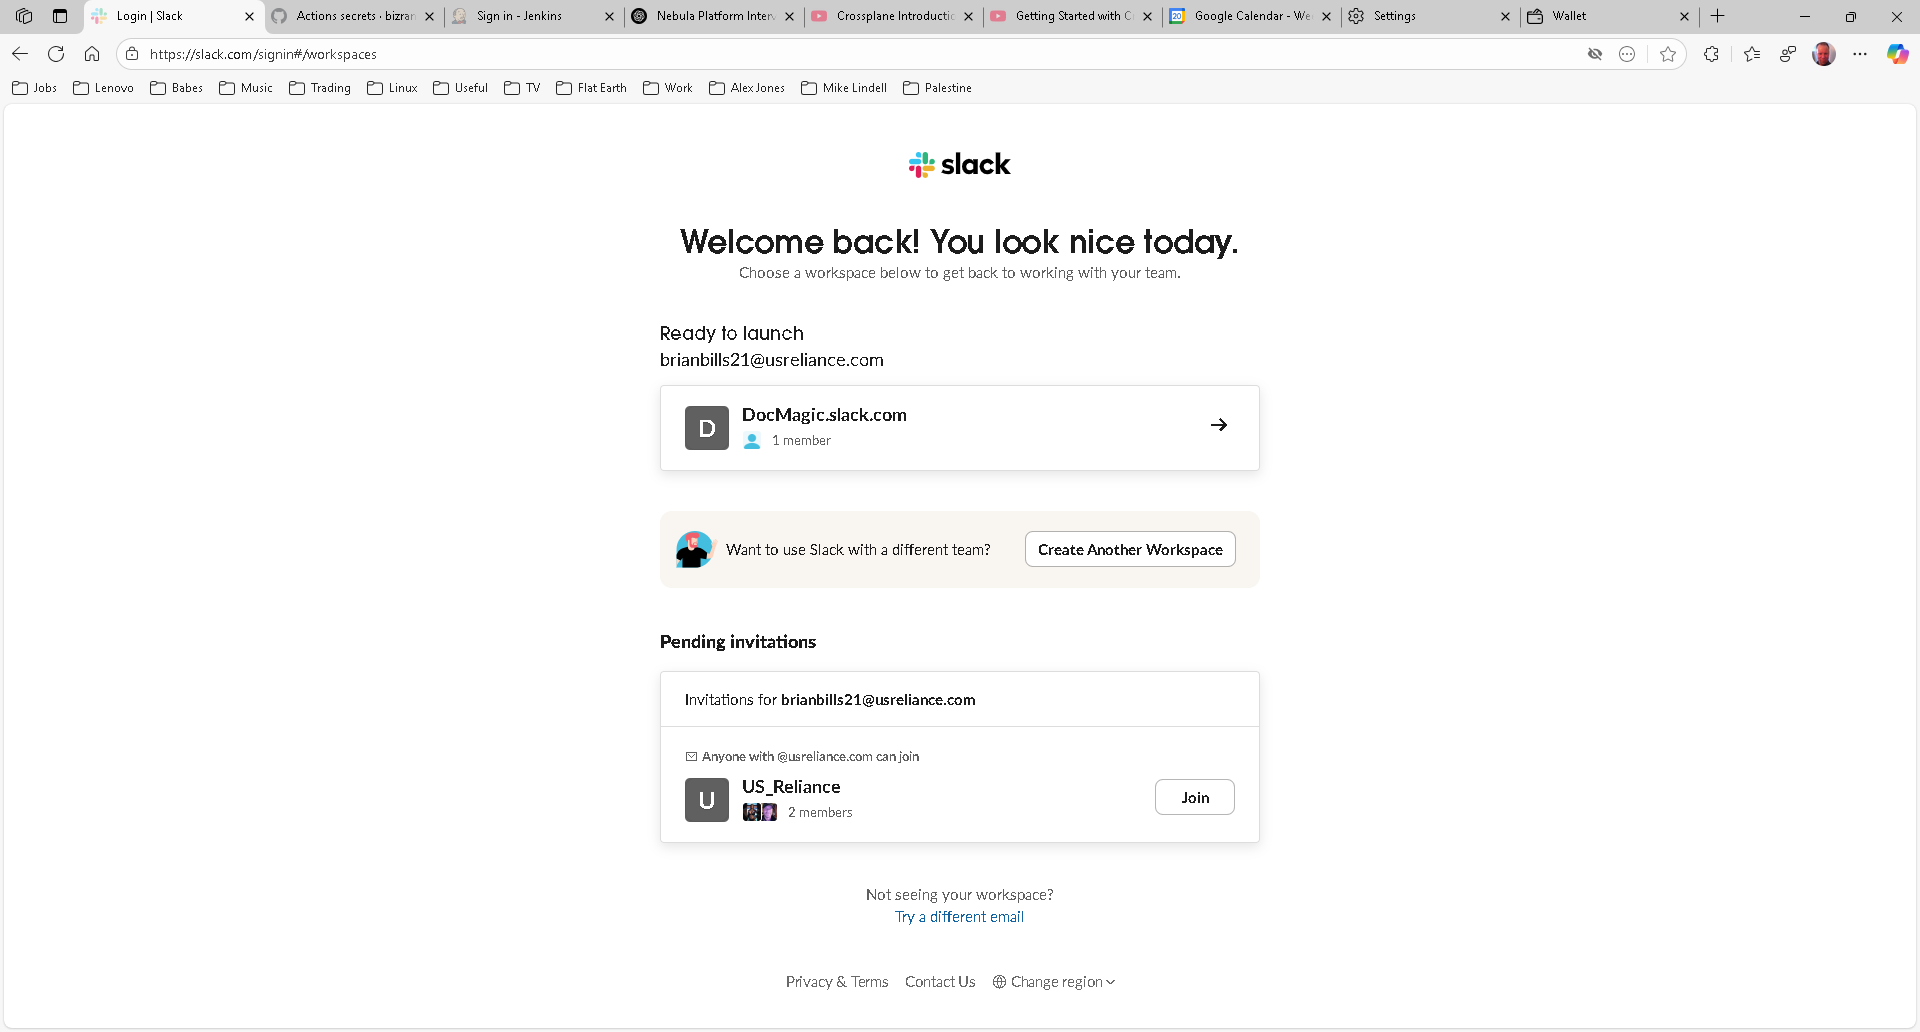 Login | Slack
Actions secrets · bizran
Sign in - Jenkins
Nebula Platform Interv
Crossplane Introductio
Getting Started with C
20
Google Calendar - We
Settings
Wallet
https://slack.com/signin#/workspaces
Jobs
Lenovo
Babes
Music
Trading
Linux
Useful
TV
Flat Earth
Work
Alex Jones
Mike Lindell
Palestine
slack
Welcome back! You look nice today.
Choose a workspace below to get back to working with your team.
Ready to launch
brianbills21@usreliance.com
D
DocMagic.slack.com
1 member
Want to use Slack with a different team?
Create Another Workspace
Pending invitations
Invitations for brianbills21@usreliance.com
Anyone with @usreliance.com can join
U
US_Reliance
2 members
Join
Not seeing your workspace?
Try a different email
Privacy & Terms
Contact Us
Change region